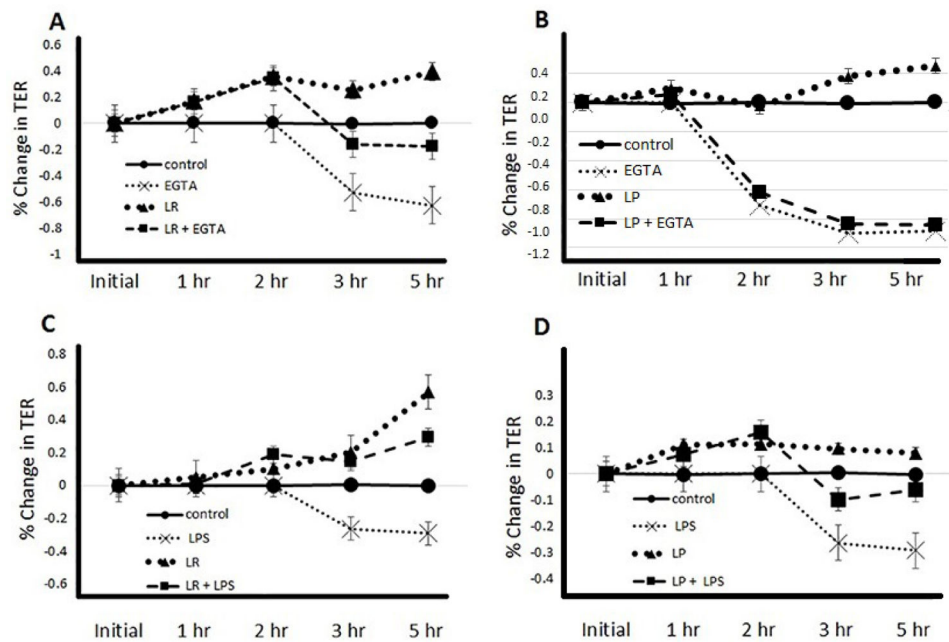 A
% Change in TER
0.6
0.4
0.2
0
-0.2
-0.4
-0.6
-0.8
-1
control
EGTA
LR
LR + EGTA
Initial 1 hr 2 hr 3 hr 5 hr
B
% Change in TER
0.4
0.2
0.0
-0.2
-0.4
-0.6
-0.8
-1.0
-1.2
control
EGTA
LP
LP + EGTA
Initial 1 hr 2 hr 3 hr 5 hr
C
% Change in TER
0.8
0.6
0.4
0.2
0
-0.2
-0.4
-0.6
control
LPS
LR
LR + LPS
Initial 1 hr 2 hr 3 hr 5 hr
D
% Change in TER
0.3
0.2
0.1
0
-0.1
-0.2
-0.3
-0.4
control
LPS
LP
LP + LPS
Initial 1 hr 2 hr 3 hr 5 hr